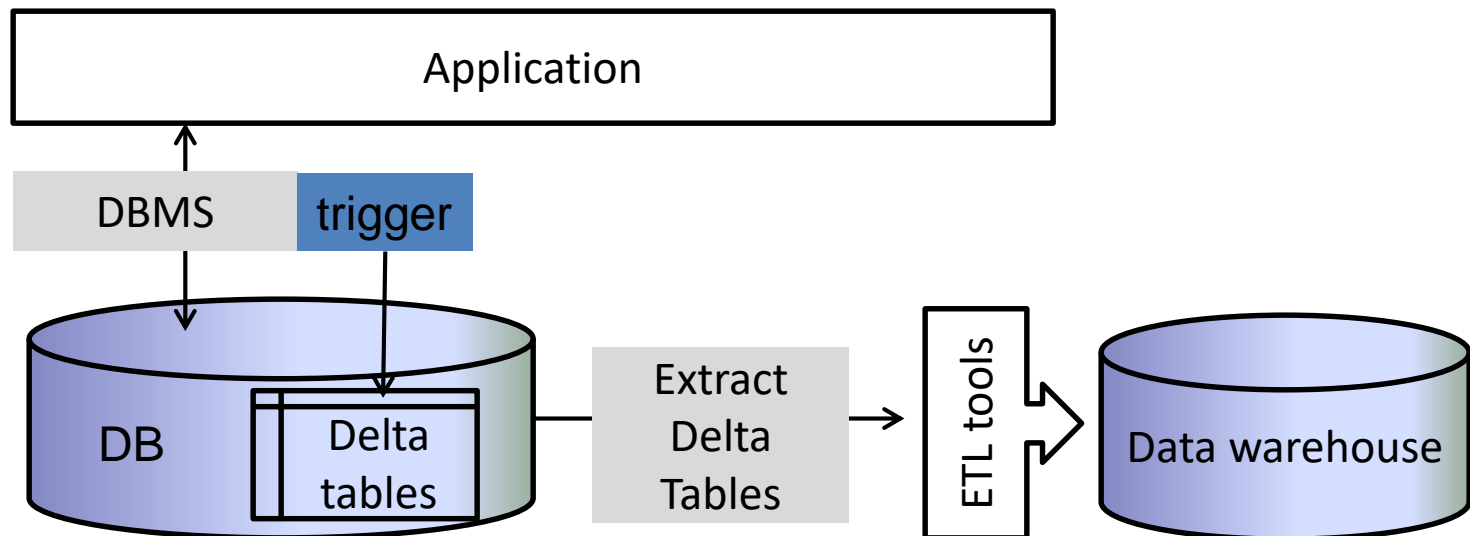 Application
DBMS
trigger
DB
Delta
tables
Extract
Delta
Tables
ETL tools
Data warehouse